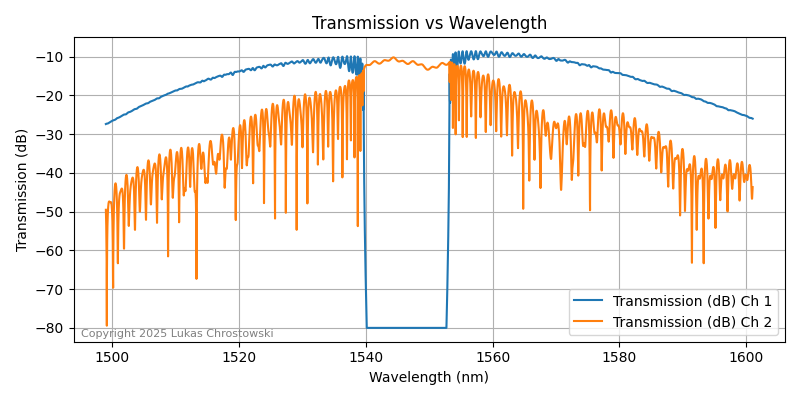 Transmission vs Wavelength
−10
−20
−30
−40
−50
−60
−70
−80
Transmission (dB)
1500
1520
1540
1560
1580
1600
Wavelength (nm)
Transmission (dB) Ch 1
Transmission (dB) Ch 2
Copyright 2025 Lukas Chrostowski